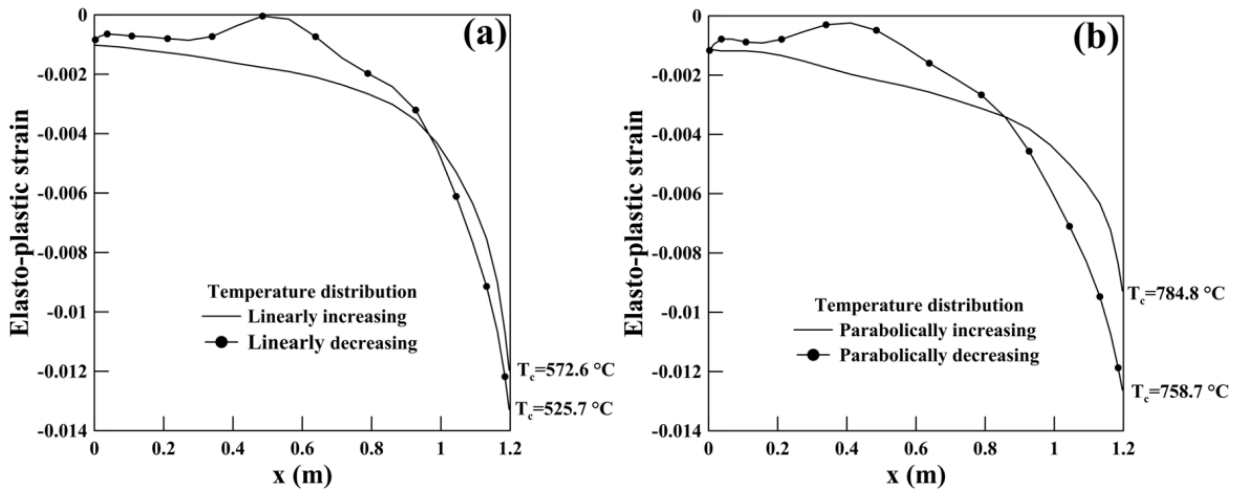 (a)
Elasto-plastic strain
0
-0.002
-0.004
-0.006
-0.008
-0.01
-0.012
-0.014
Temperature distribution
Linearly increasing
Linearly decreasing
T_c=572.6 °C
T_c=525.7 °C
0 0.2 0.4 0.6 0.8 1 1.2
x (m)
(b)
Elasto-plastic strain
0
-0.002
-0.004
-0.006
-0.008
-0.01
-0.012
-0.014
Temperature distribution
Parabolically increasing
Parabolically decreasing
T_c=784.8 °C
T_c=758.7 °C
0 0.2 0.4 0.6 0.8 1 1.2
x (m)